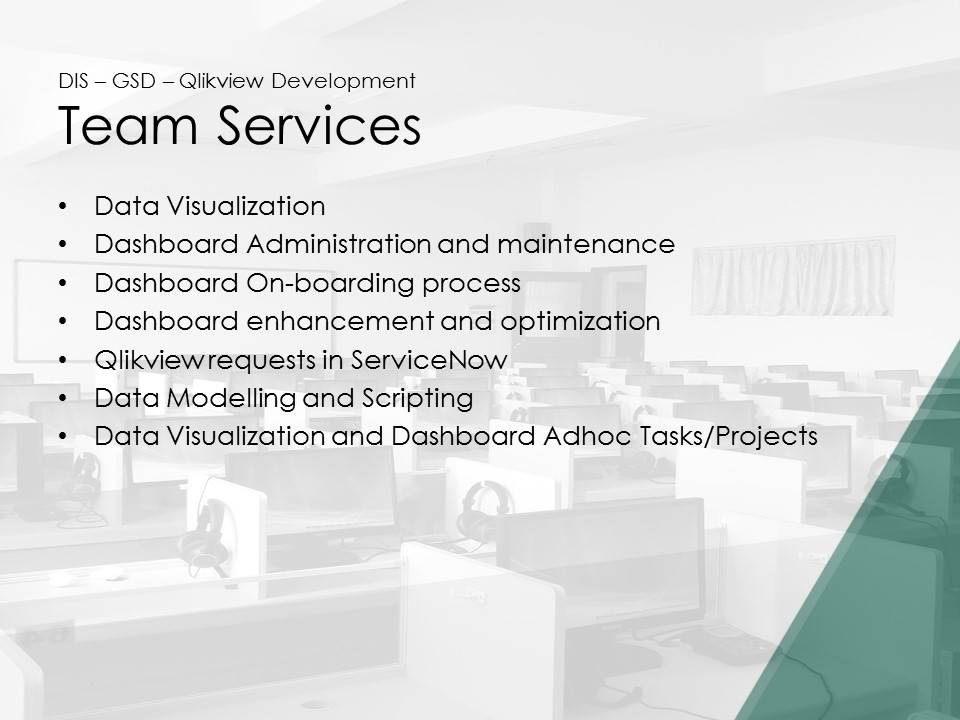 DIS – GSD – Qlikview Development
Team Services
• Data Visualization
• Dashboard Administration and maintenance
• Dashboard On-boarding process
• Dashboard enhancement and optimization
• Qlikview requests in ServiceNow
• Data Modelling and Scripting
• Data Visualization and Dashboard Adhoc Tasks/Projects